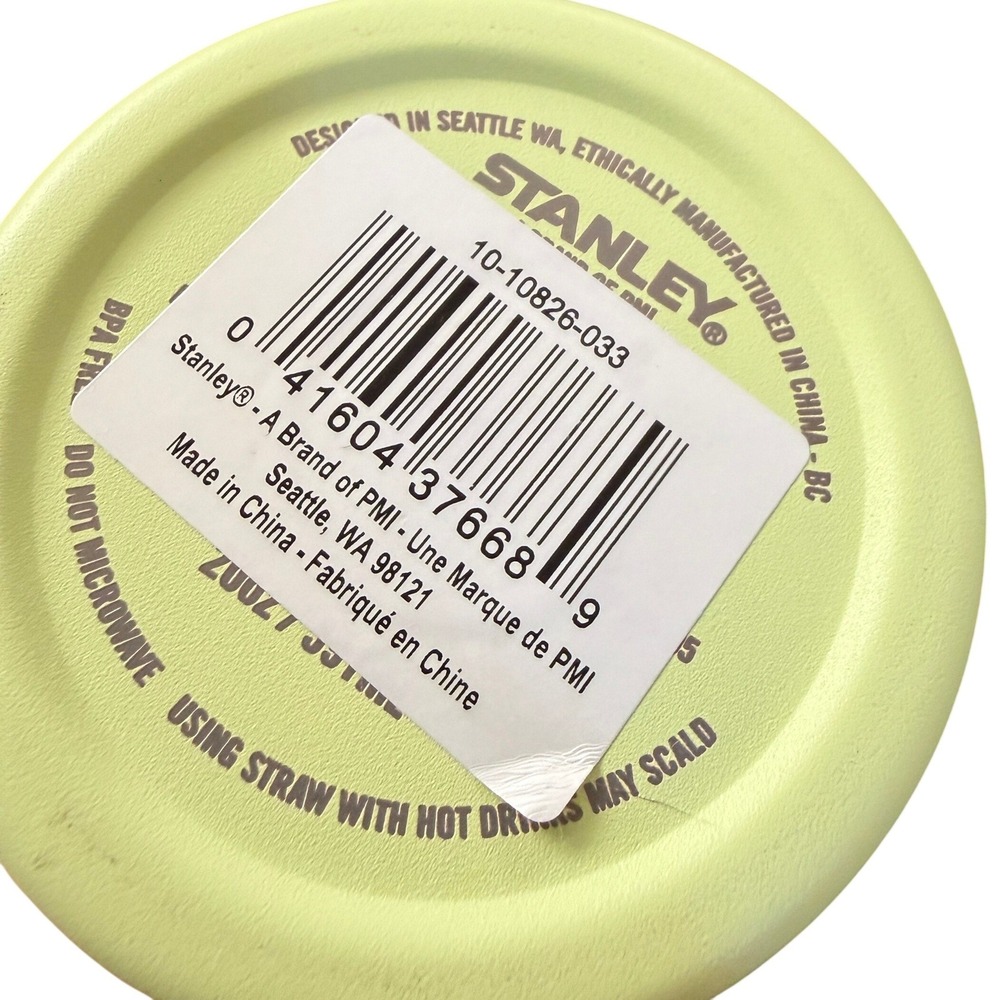 DESIGNED IN SEATTLE WA, ETHICALLY MANUFACTURED IN CHINA - BC
STANLEY®
10-10826-033
0 41604 37668 9
Stanley® - A Brand of PMI - Une Marque de PMI
Seattle, WA 98121
Made in China - Fabriqué en Chine
BPA FREE
DO NOT MICROWAVE
USING STRAW WITH HOT DRINKS MAY SCALD